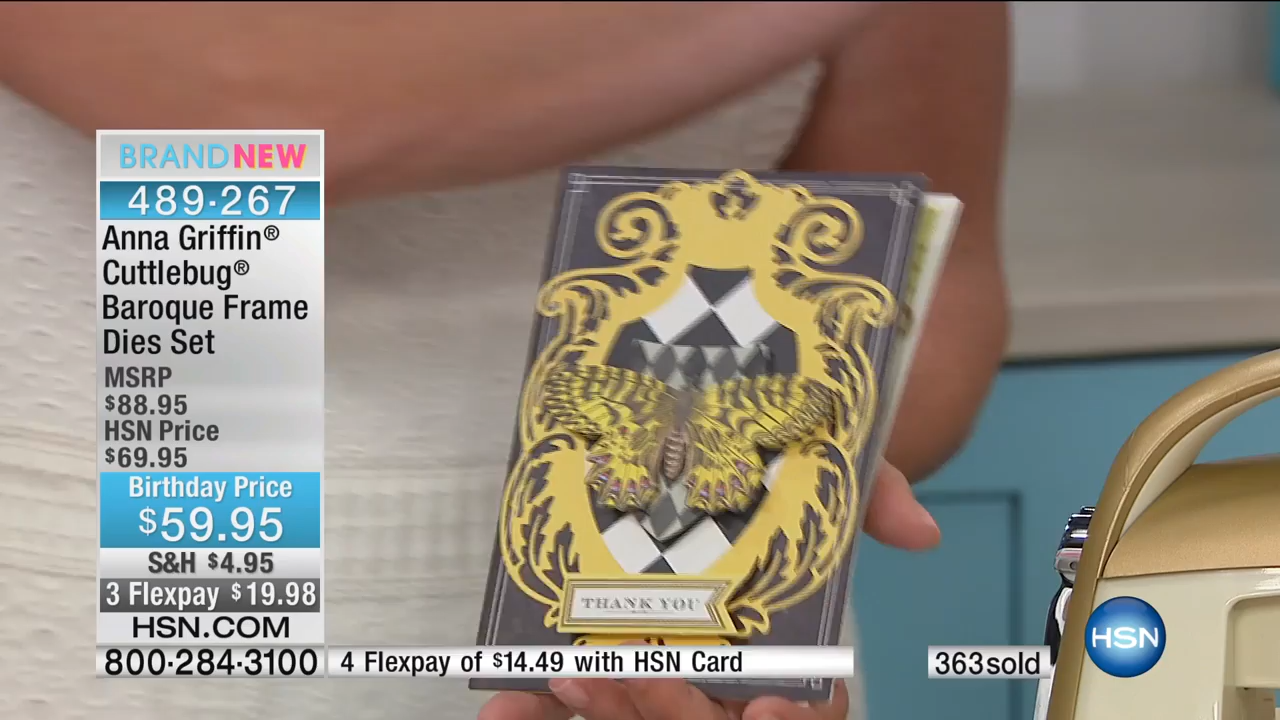 BRAND NEW
489·267
Anna Griffin®
Cuttlebug®
Baroque Frame
Dies Set
MSRP
$88.95
HSN Price
$69.95
Birthday Price
$59.95
S&H $4.95
3 Flexpay $19.98
HSN.COM
800·284·3100
4 Flexpay of $14.49 with HSN Card
363 sold
HSN
THANK YOU